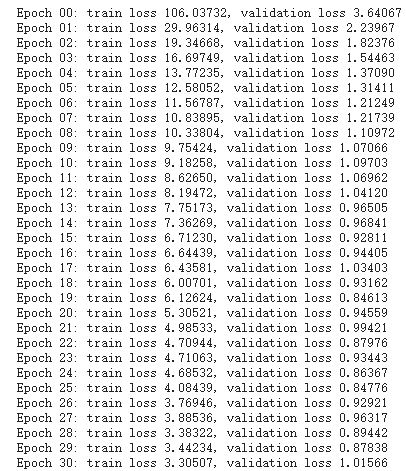 Epoch 00: train loss 106.03732, validation loss 3.64067
Epoch 01: train loss 29.96314, validation loss 2.23967
Epoch 02: train loss 19.34668, validation loss 1.82376
Epoch 03: train loss 16.69749, validation loss 1.54463
Epoch 04: train loss 13.77235, validation loss 1.37090
Epoch 05: train loss 12.58052, validation loss 1.31411
Epoch 06: train loss 11.56787, validation loss 1.21249
Epoch 07: train loss 10.83895, validation loss 1.21739
Epoch 08: train loss 10.33804, validation loss 1.10972
Epoch 09: train loss 9.75424, validation loss 1.07066
Epoch 10: train loss 9.18258, validation loss 1.09703
Epoch 11: train loss 8.62650, validation loss 1.06962
Epoch 12: train loss 8.19472, validation loss 1.04120
Epoch 13: train loss 7.75173, validation loss 0.96505
Epoch 14: train loss 7.36269, validation loss 0.96841
Epoch 15: train loss 6.71230, validation loss 0.92811
Epoch 16: train loss 6.64439, validation loss 0.94405
Epoch 17: train loss 6.43581, validation loss 1.03403
Epoch 18: train loss 6.00701, validation loss 0.93162
Epoch 19: train loss 6.12624, validation loss 0.84613
Epoch 20: train loss 5.30521, validation loss 0.94559
Epoch 21: train loss 4.98533, validation loss 0.99421
Epoch 22: train loss 4.70944, validation loss 0.87976
Epoch 23: train loss 4.71063, validation loss 0.93443
Epoch 24: train loss 4.68532, validation loss 0.86367
Epoch 25: train loss 4.08439, validation loss 0.84776
Epoch 26: train loss 3.76946, validation loss 0.92921
Epoch 27: train loss 3.88536, validation loss 0.96317
Epoch 28: train loss 3.38322, validation loss 0.89442
Epoch 29: train loss 3.44234, validation loss 0.87838
Epoch 30: train loss 3.30507, validation loss 1.01566